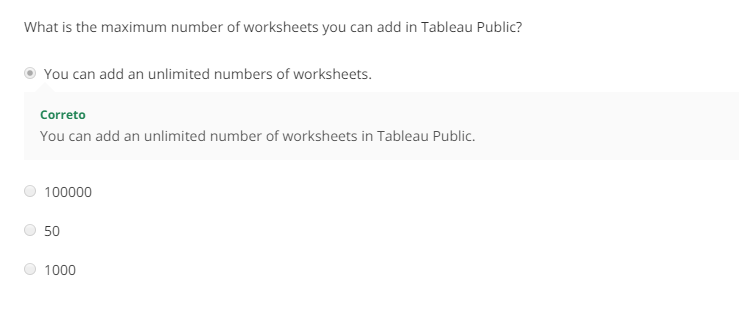 What is the maximum number of worksheets you can add in Tableau Public?
You can add an unlimited numbers of worksheets.
Correto
You can add an unlimited number of worksheets in Tableau Public.
100000
50
1000